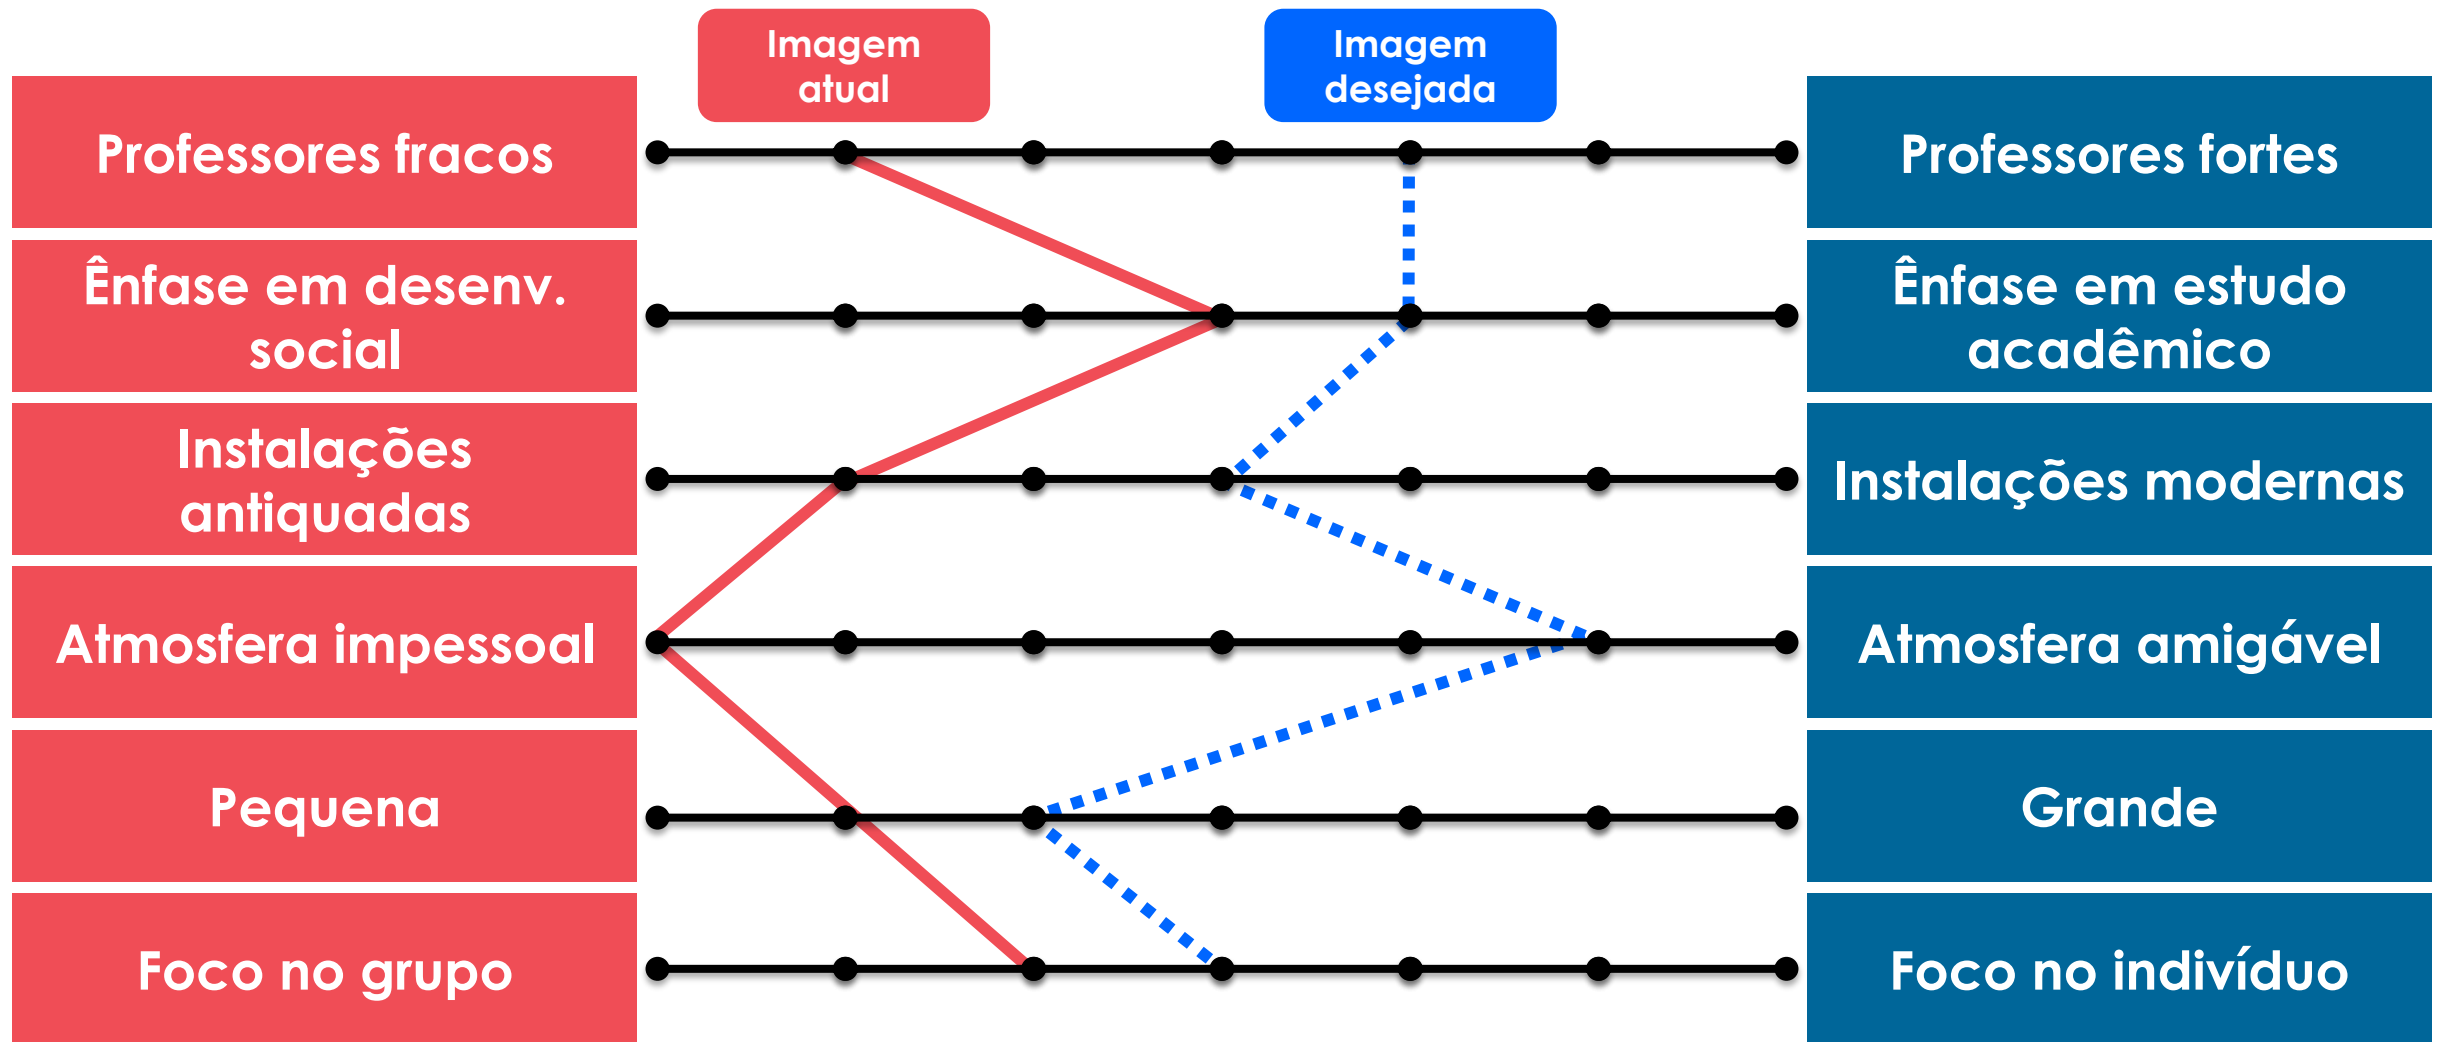 Imagem
atual
Imagem
desejada
Professores fracos
Professores fortes
Ênfase em desenv.
social
Ênfase em estudo
acadêmico
Instalações
antiquadas
Instalações modernas
Atmosfera impessoal
Atmosfera amigável
Pequena
Grande
Foco no grupo
Foco no indivíduo